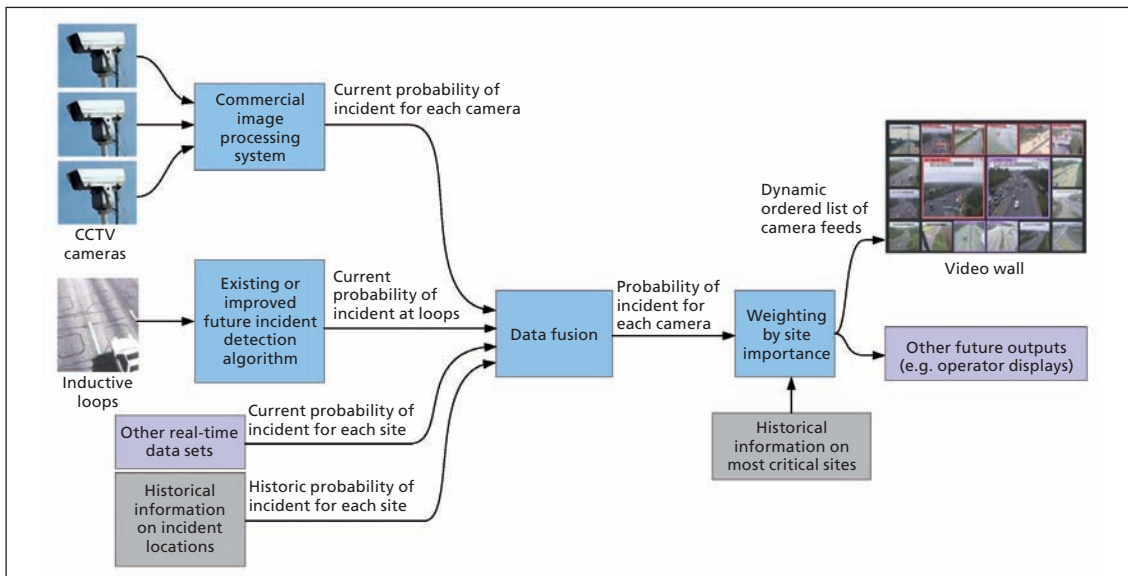 Commercial
image
processing
system
Current probability of
incident for each camera
CCTV
cameras
Existing or
improved
future incident
detection
algorithm
Current
probability of
incident at loops
Inductive
loops
Other real-time
data sets
Current probability of
incident for each site
Historical
information
on incident
locations
Historic probability of
incident for each site
Data fusion
Probability of
incident for
each camera
Weighting
by site
importance
Historical
information on
most critical sites
Dynamic
ordered list of
camera feeds
Video wall
Other future outputs
(e.g. operator displays)